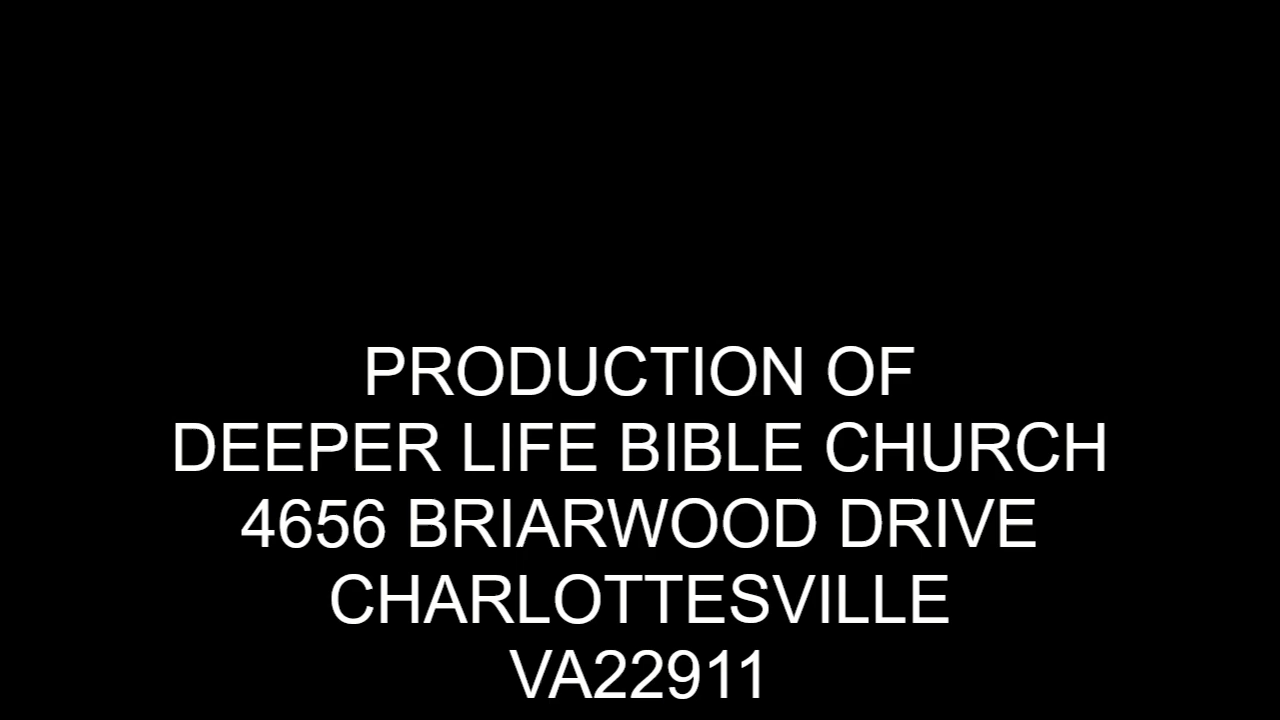 PRODUCTION OF
DEEPER LIFE BIBLE CHURCH
4656 BRIARWOOD DRIVE
CHARLOTTESVILLE
VA22911